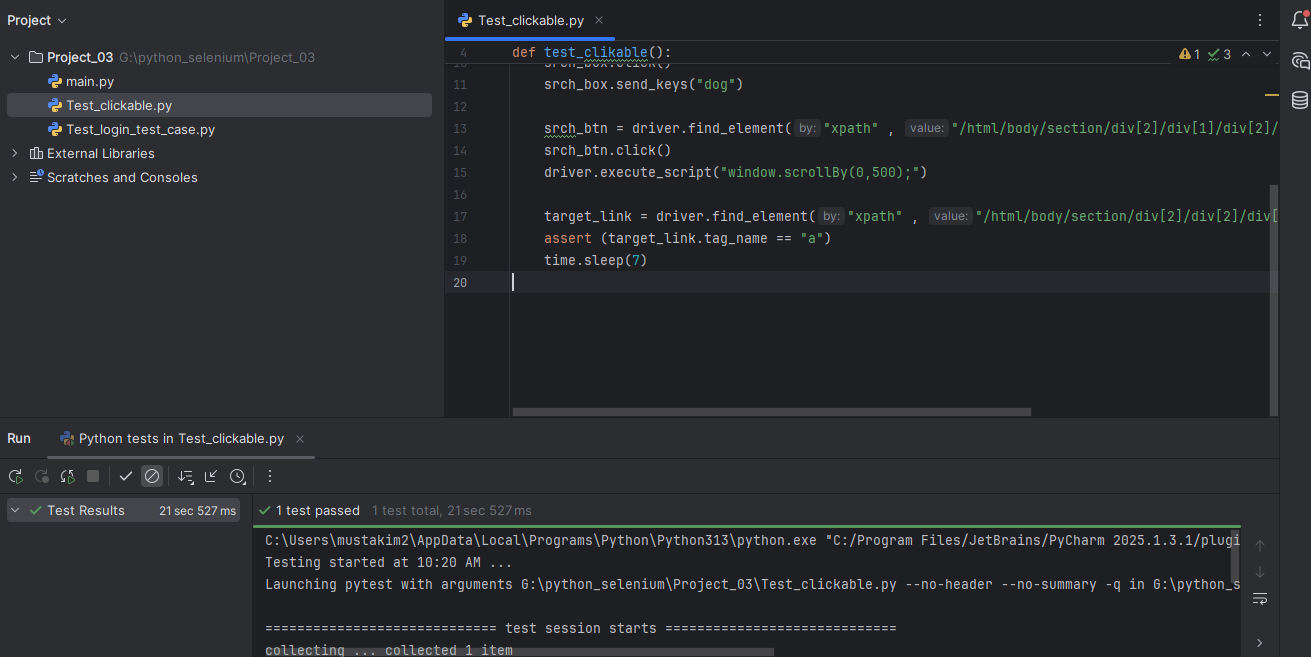 Project
Project_03 G:\python_selenium\Project_03
main.py
Test_clickable.py
Test_login_test_case.py
External Libraries
Scratches and Consoles
Test_clickable.py
4 def test_clikable():
1 3
10 srch_box.click()
11 srch_box.send_keys("dog")
12
13 srch_btn = driver.find_element( by: "xpath" , value: "/html/body/section/div[2]/div[1]/div[2]/
14 srch_btn.click()
15 driver.execute_script("window.scrollBy(0,500);")
16
17 target_link = driver.find_element( by: "xpath" , value: "/html/body/section/div[2]/div[2]/div[
18 assert (target_link.tag_name == "a")
19 time.sleep(7)
20
Run Python tests in Test_clickable.py
Test Results 21 sec 527 ms
1 test passed 1 test total, 21 sec 527 ms
C:\Users\mustakim2\AppData\Local\Programs\Python\Python313\python.exe "C:/Program Files/JetBrains/PyCharm 2025.1.3.1/plugi
Testing started at 10:20 AM ...
Launching pytest with arguments G:\python_selenium\Project_03\Test_clickable.py --no-header --no-summary -q in G:\python_s
============================= test session starts =============================
collecting ... collected 1 item